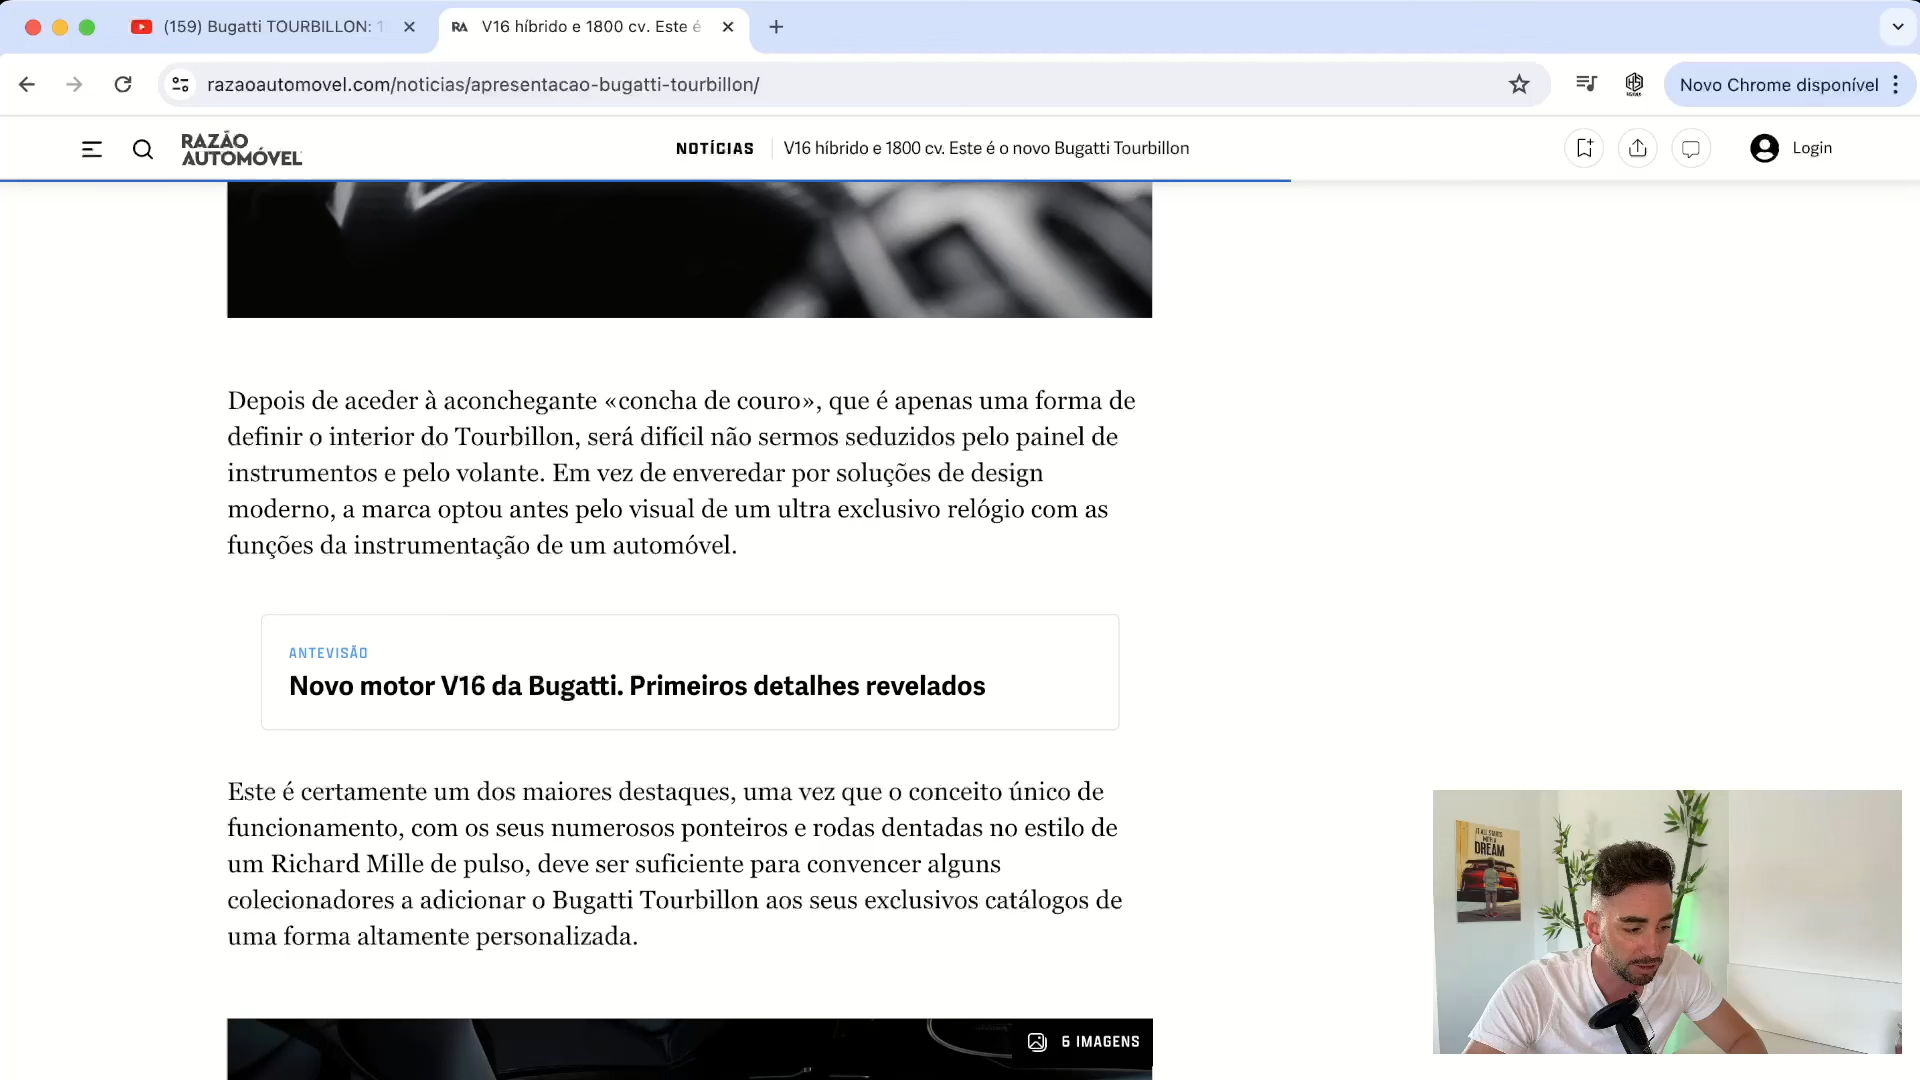 (159) Bugatti TOURBILLON: 1
RA V16 híbrido e 1800 cv. Este é
razaoautomovel.com/noticias/apresentacao-bugatti-tourbillon/
Novo Chrome disponível
RAZÃO
AUTOMÓVEL
NOTÍCIAS
V16 híbrido e 1800 cv. Este é o novo Bugatti Tourbillon
Login
Depois de aceder à aconchegante «concha de couro», que é apenas uma forma de
definir o interior do Tourbillon, será difícil não sermos seduzidos pelo painel de
instrumentos e pelo volante. Em vez de enveredar por soluções de design
moderno, a marca optou antes pelo visual de um ultra exclusivo relógio com as
funções da instrumentação de um automóvel.
ANTEVISÃO
Novo motor V16 da Bugatti. Primeiros detalhes revelados
Este é certamente um dos maiores destaques, uma vez que o conceito único de
funcionamento, com os seus numerosos ponteiros e rodas dentadas no estilo de
um Richard Mille de pulso, deve ser suficiente para convencer alguns
colecionadores a adicionar o Bugatti Tourbillon aos seus exclusivos catálogos de
uma forma altamente personalizada.
6 IMAGENS
IT ALL STARTS
WITH A
DREAM